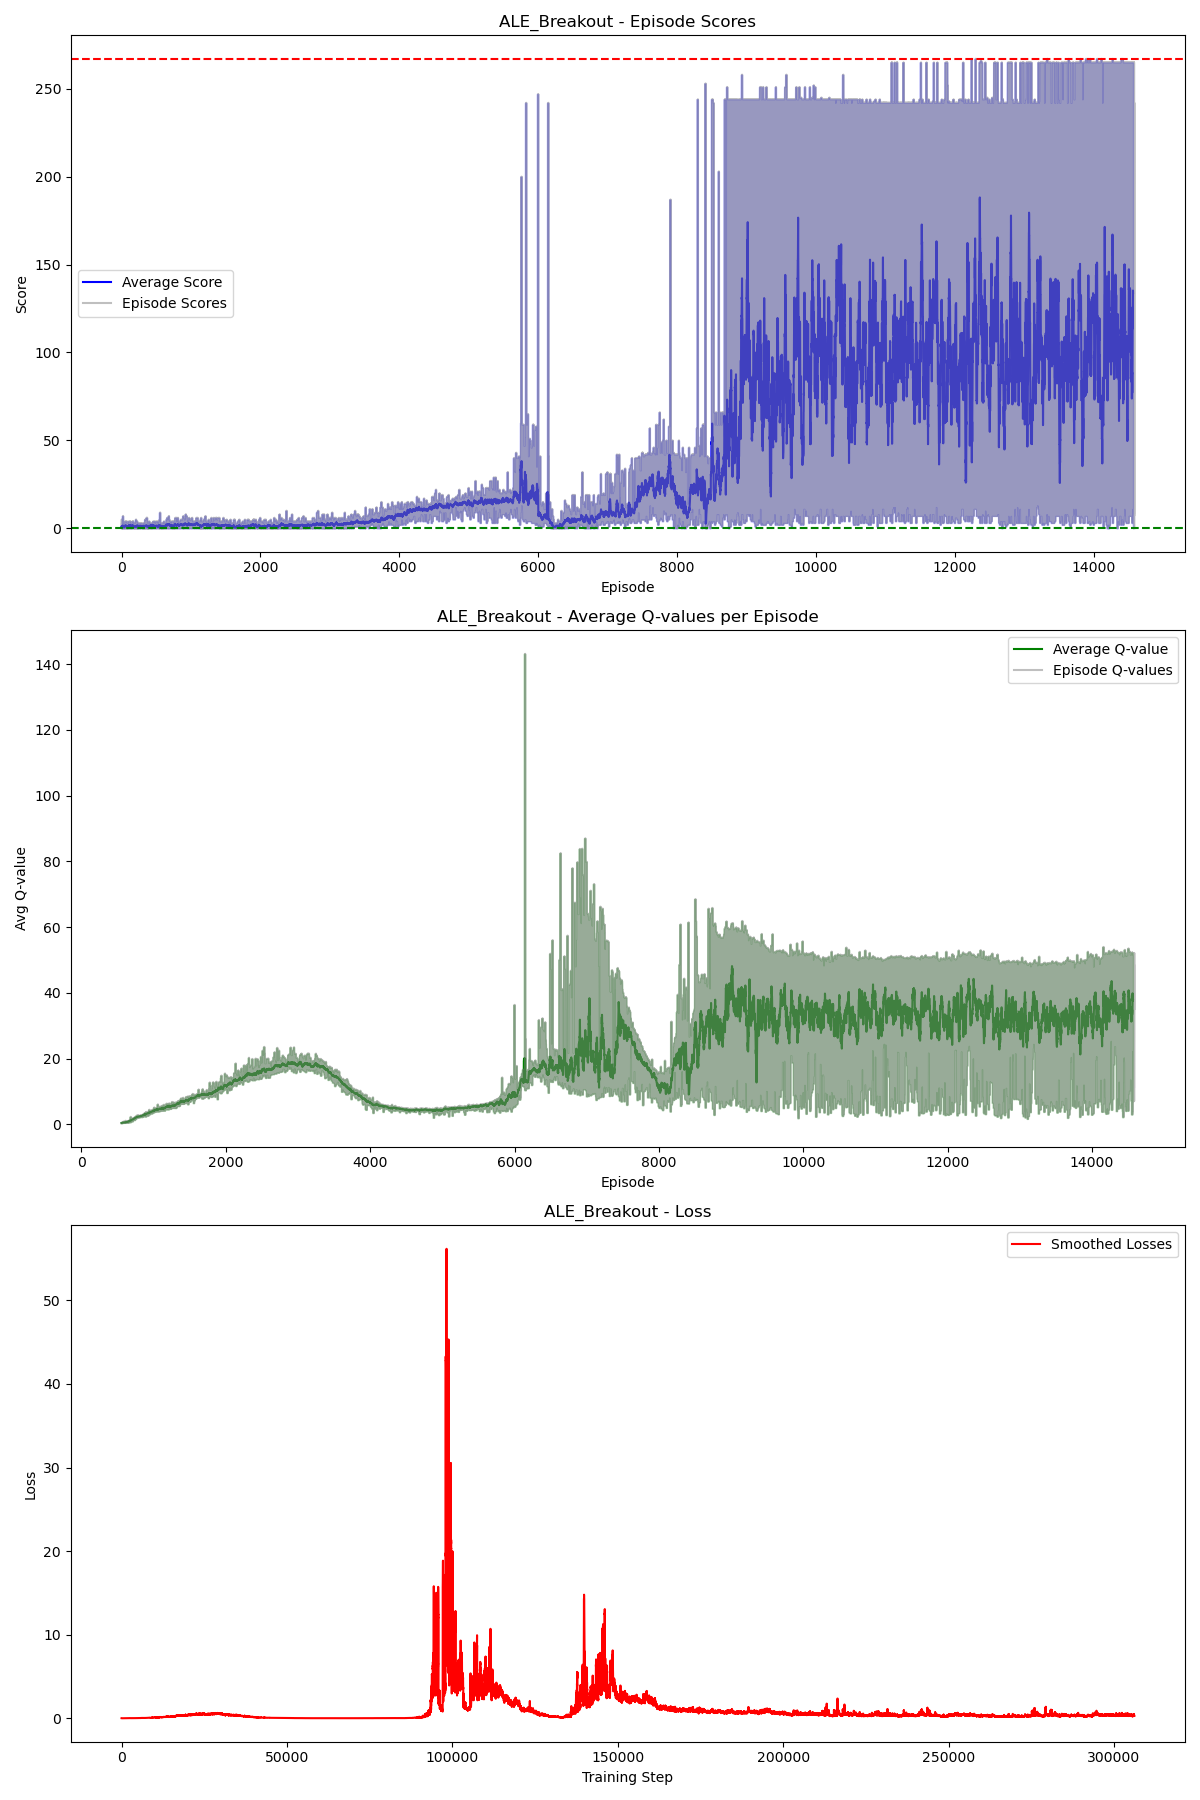 ALE_Breakout - Episode Scores
Score
250
200
150
100
50
0
Average Score
Episode Scores
0 2000 4000 6000 8000 10000 12000 14000
Episode
ALE_Breakout - Average Q-values per Episode
Avg Q-value
140
120
100
80
60
40
20
0
Average Q-value
Episode Q-values
0 2000 4000 6000 8000 10000 12000 14000
Episode
ALE_Breakout - Loss
Loss
50
40
30
20
10
0
Smoothed Losses
0 50000 100000 150000 200000 250000 300000
Training Step